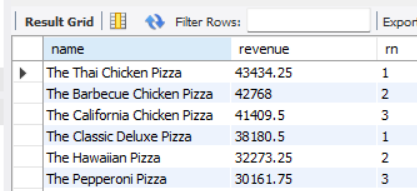 Result Grid Filter Rows: Expor
name revenue rn
The Thai Chicken Pizza 43434.25 1
The Barbecue Chicken Pizza 42768 2
The California Chicken Pizza 41409.5 3
The Classic Deluxe Pizza 38180.5 1
The Hawaiian Pizza 32273.25 2
The Pepperoni Pizza 30161.75 3